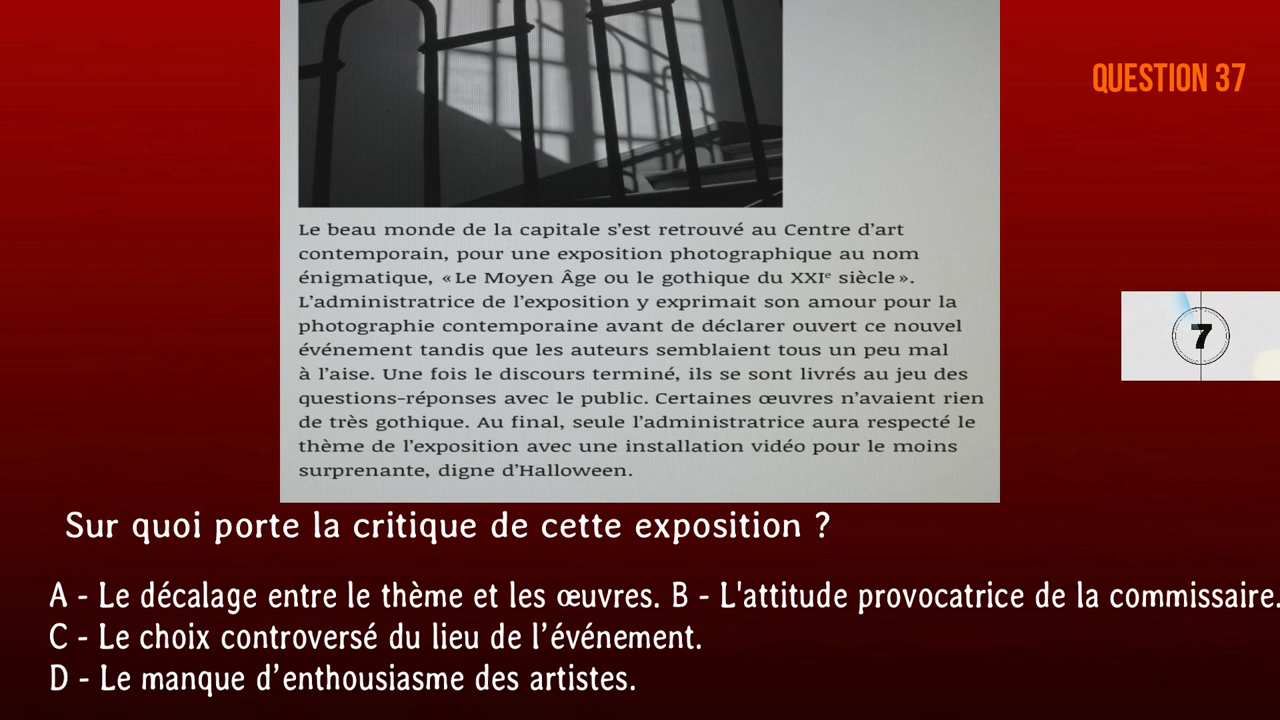 QUESTION 37
Le beau monde de la capitale s'est retrouvé au Centre d'art
contemporain, pour une exposition photographique au nom
énigmatique, « Le Moyen Âge ou le gothique du XXIᵉ siècle ».
L'administratrice de l'exposition y exprimait son amour pour la
photographie contemporaine avant de déclarer ouvert ce nouvel
événement tandis que les auteurs semblaient tous un peu mal
à l'aise. Une fois le discours terminé, ils se sont livrés au jeu des
questions-réponses avec le public. Certaines œuvres n'avaient rien
de très gothique. Au final, seule l'administratrice aura respecté le
thème de l'exposition avec une installation vidéo pour le moins
surprenante, digne d'Halloween.
7
Sur quoi porte la critique de cette exposition ?
A - Le décalage entre le thème et les œuvres. B - L'attitude provocatrice de la commissaire.
C - Le choix controversé du lieu de l'événement.
D - Le manque d'enthousiasme des artistes.